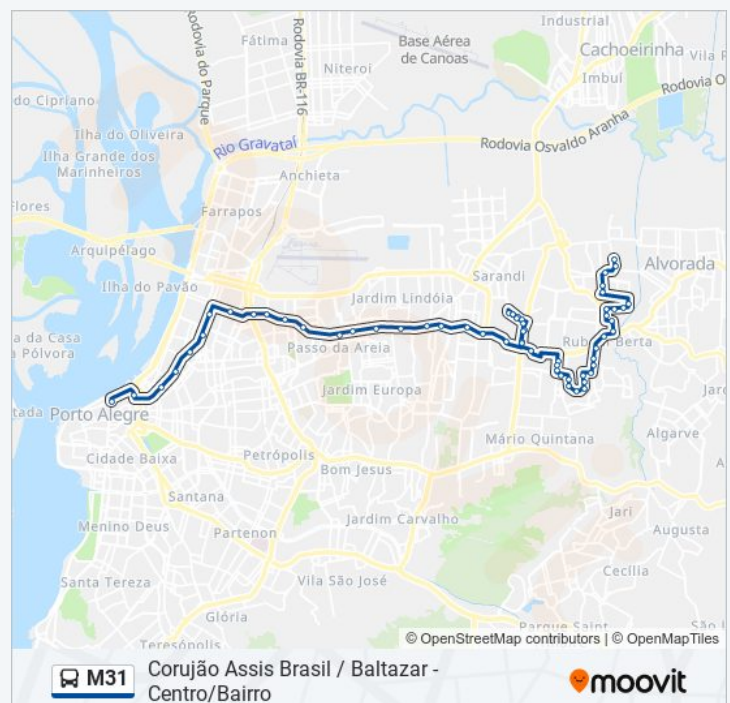 Industrial
Fátima
Base Aérea
de Canoas
Cachoeirinha
Rodovia do Parque
Rodovia BR-116
Niterói
Imbuí
do Cipriano
Rodovia
Ilha do Oliveira
Rodovia Osvaldo Aranha
Rio Gravataí
Ilha Grande dos
Marinheiros
Anchieta
Flores
Farrapos
Arquipélago
Sarandi
Alvorada
Ilha do Pavão
Jardim Lindóia
da Casa
Pólvora
Passo da Areia
Rub Berta
Jardim Europa
Porto Alegre
Algarve
Mário Quintana
Cidade Baixa
Petrópolis
Bom Jesus
Santana
Jari
Menino Deus
Jardim Carvalho
Augusta
Partenon
Cecília
Santa Tereza
Vila São José
Glória
Parque Saint
Teresópolis
© OpenStreetMap contributors | © OpenMapTiles
M31
Corujão Assis Brasil / Baltazar -
Centro/Bairro
moovit